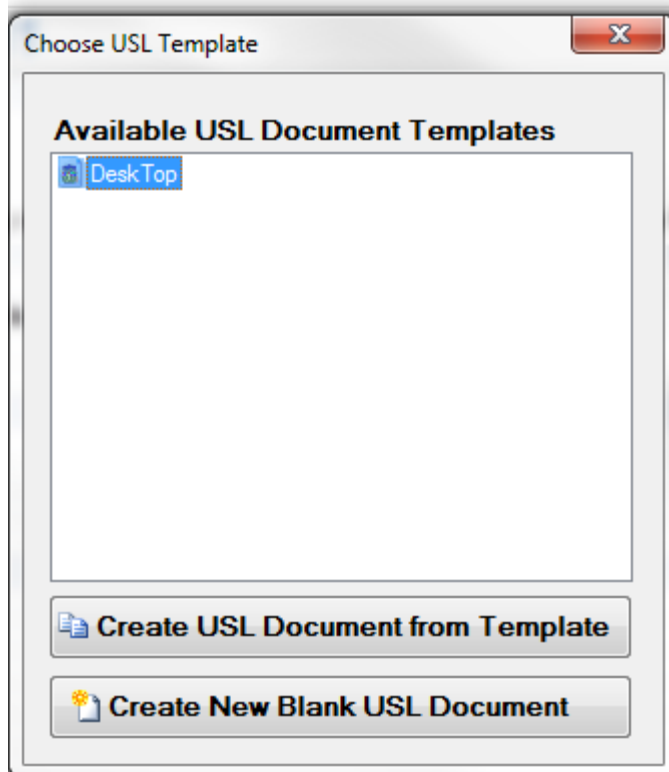 Choose USL Template
Available USL Document Templates
DeskTop
Create USL Document from Template
Create New Blank USL Document